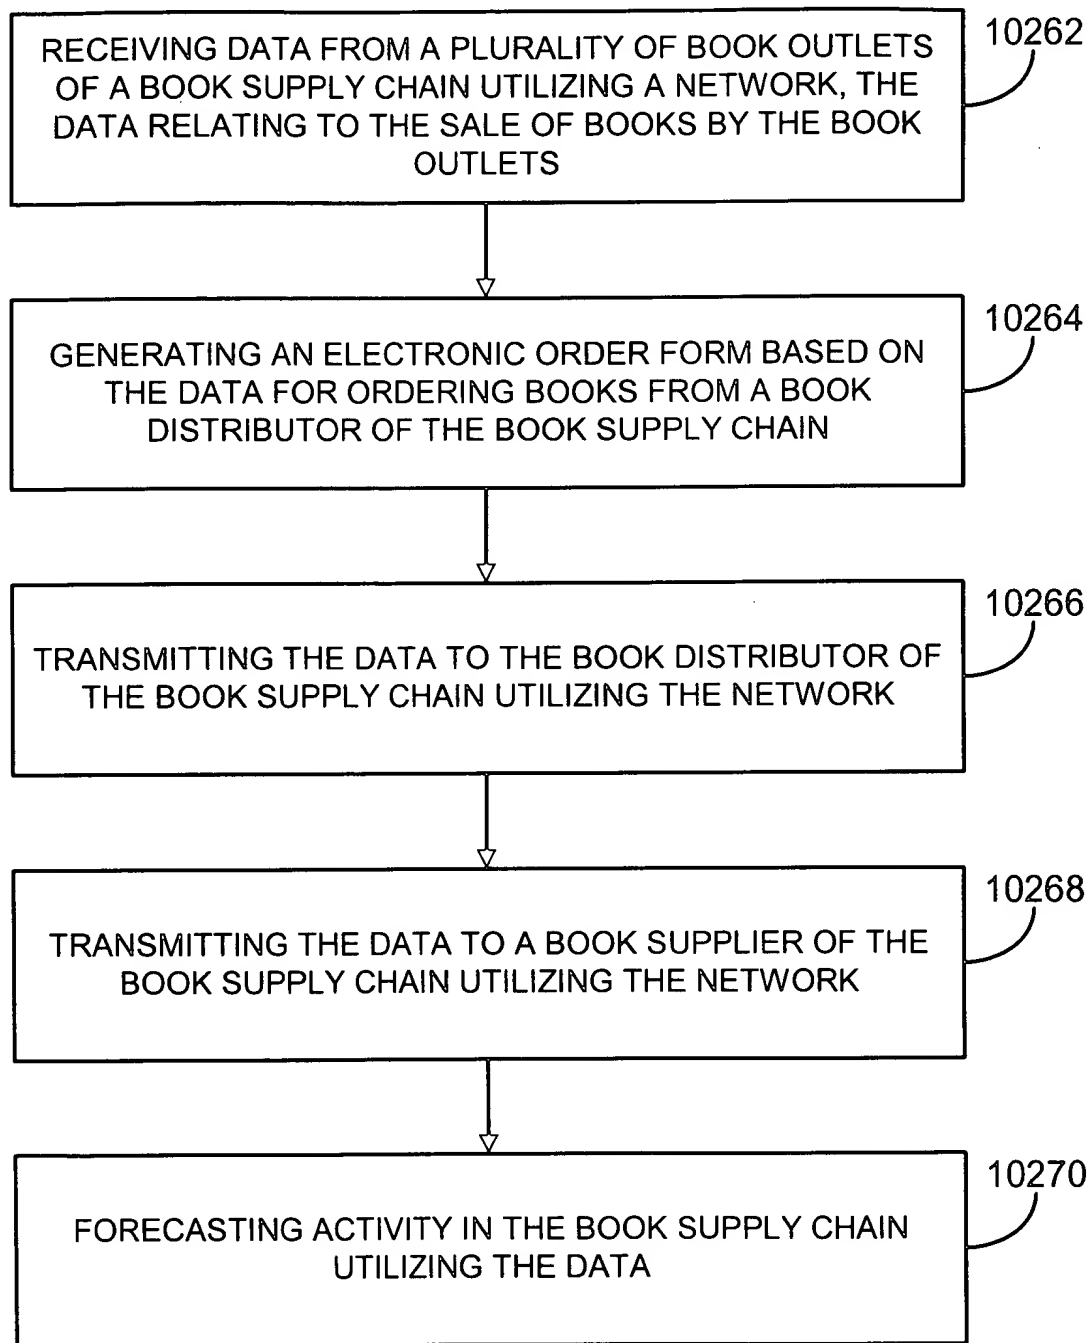 RECEIVING DATA FROM A PLURALITY OF BOOK OUTLETS
OF A BOOK SUPPLY CHAIN UTILIZING A NETWORK, THE
DATA RELATING TO THE SALE OF BOOKS BY THE BOOK
OUTLETS
10262
GENERATING AN ELECTRONIC ORDER FORM BASED ON
THE DATA FOR ORDERING BOOKS FROM A BOOK
DISTRIBUTOR OF THE BOOK SUPPLY CHAIN
10264
TRANSMITTING THE DATA TO THE BOOK DISTRIBUTOR OF
THE BOOK SUPPLY CHAIN UTILIZING THE NETWORK
10266
TRANSMITTING THE DATA TO A BOOK SUPPLIER OF THE
BOOK SUPPLY CHAIN UTILIZING THE NETWORK
10268
FORECASTING ACTIVITY IN THE BOOK SUPPLY CHAIN
UTILIZING THE DATA
10270